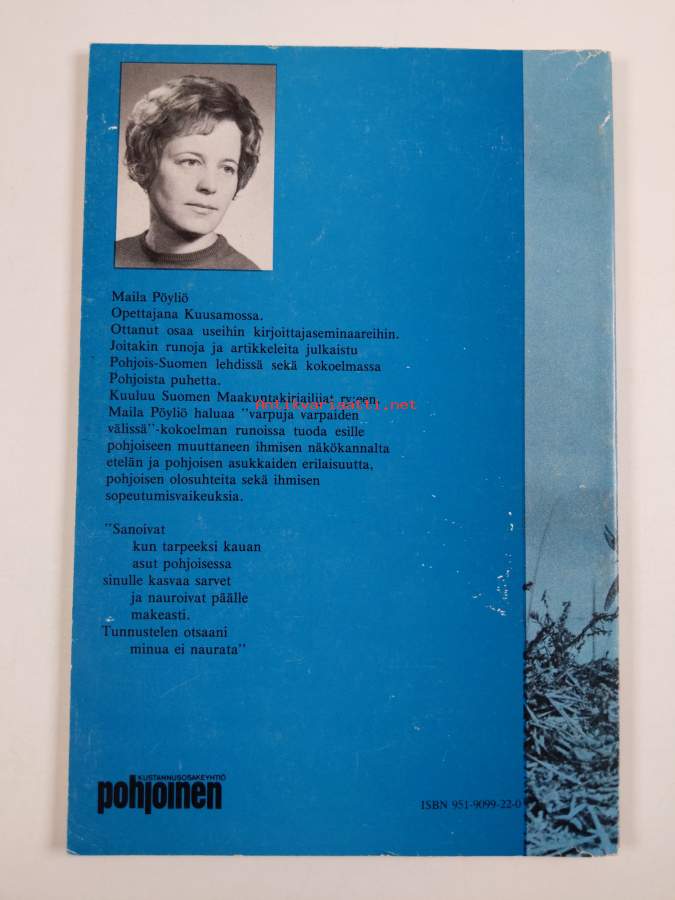 Maila Pöyliö
Opettajana Kuusamossa.
Ottanut osaa useihin kirjoittajaseminaareihin.
Joitakin runoja ja artikkeleita julkaistu
Pohjois-Suomen lehdissä sekä kokoelmassa
Pohjoista puhetta.
Kuuluu Suomen Maakuntakirjailijat ry:een.
Antikvariaatti.net
Maila Pöyliö haluaa "varpuja varpaiden
välissä"-kokoelman runoissa tuoda esille
pohjoiseen muuttaneen ihmisen näkökannalta
etelän ja pohjoisen asukkaiden erilaisuutta,
pohjoisen olosuhteita sekä ihmisen
sopeutumisvaikeuksia.
"Sanoivat
kun tarpeeksi kauan
asut pohjoisessa
sinulle kasvaa sarvet
ja nauroivat päälle
makeasti.
Tunnustelen otsaani
minua ei naurata"
KUSTANNUSOSAKEYHTIÖ
pohjoinen
ISBN 951-9099-22-0